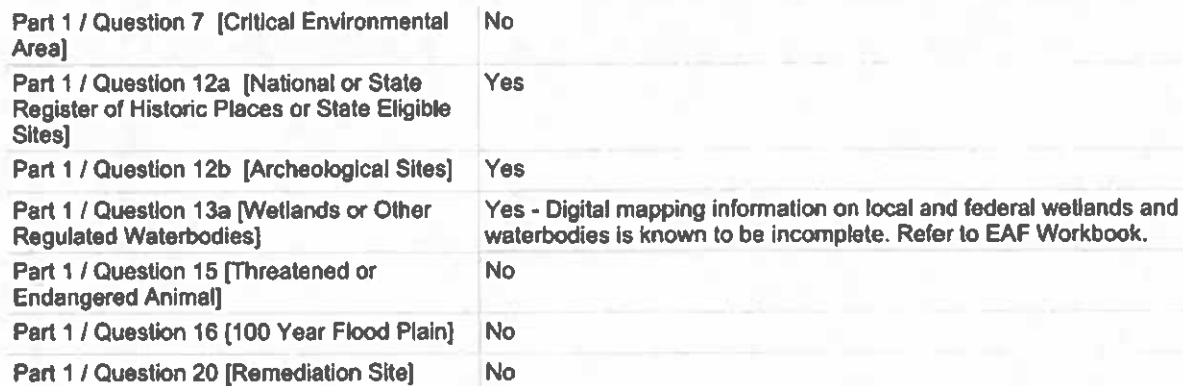 Part 1 / Question 7 [Critical Environmental No
Area]
Part 1 / Question 12a [National or State Yes
Register of Historic Places or State Eligible
Sites]
Part 1 / Question 12b [Archeological Sites] Yes
Part 1 / Question 13a [Wetlands or Other Yes - Digital mapping information on local and federal wetlands and
Regulated Waterbodies] waterbodies is known to be incomplete. Refer to EAF Workbook.
Part 1 / Question 15 [Threatened or No
Endangered Animal]
Part 1 / Question 16 [100 Year Flood Plain] No
Part 1 / Question 20 [Remediation Site] No